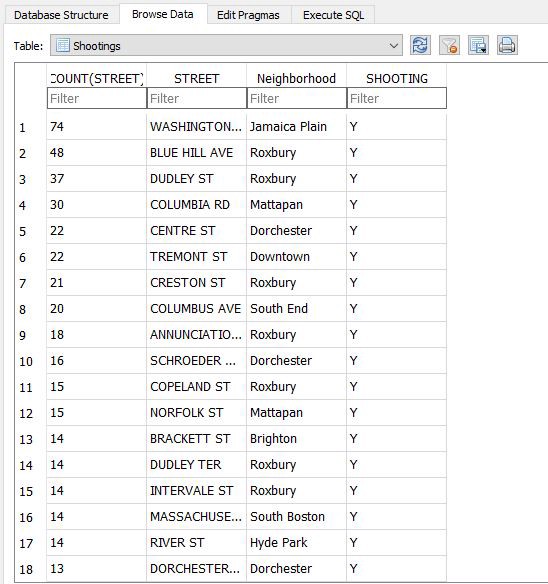 Database Structure Browse Data Edit Pragmas Execute SQL
Table: Shootings
COUNT(STREET) STREET Neighborhood SHOOTING
Filter Filter Filter Filter
1 74 WASHINGTON... Jamaica Plain Y
2 48 BLUE HILL AVE Roxbury Y
3 37 DUDLEY ST Roxbury Y
4 30 COLUMBIA RD Mattapan Y
5 22 CENTRE ST Dorchester Y
6 22 TREMONT ST Downtown Y
7 21 CRESTON ST Roxbury Y
8 20 COLUMBUS AVE South End Y
9 18 ANNUNCIATIO... Roxbury Y
10 16 SCHROEDER ... Dorchester Y
11 15 COPELAND ST Roxbury Y
12 15 NORFOLK ST Mattapan Y
13 14 BRACKETT ST Brighton Y
14 14 DUDLEY TER Roxbury Y
15 14 INTERVALE ST Roxbury Y
16 14 MASSACHUSE... South Boston Y
17 14 RIVER ST Hyde Park Y
18 13 DORCHESTER... Dorchester Y